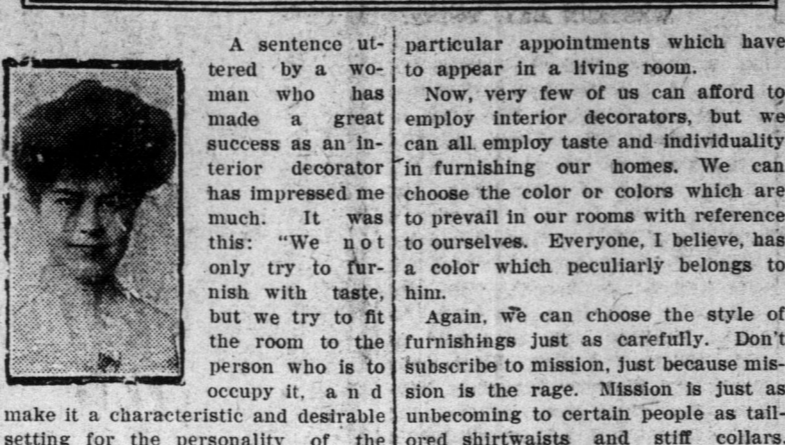 A sentence ut-
tered by a wo-
man who has
made a great
success as an in-
terior decorator
has impressed me
much. It was
this: "We not
only try to fur-
nish with taste,
but we try to fit
the room to the
person who is to
occupy it, and
make it a characteristic and desirable
setting for the personality of the
particular appointments which have
to appear in a living room.
Now, very few of us can afford to
employ interior decorators, but we
can all employ taste and individuality
in furnishing our homes. We can
choose the color or colors which are
to prevail in our rooms with reference
to ourselves. Everyone, I believe, has
a color which peculiarly belongs to
him.
Again, we can choose the style of
furnishings just as carefully. Don't
subscribe to mission, just because mis-
sion is the rage. Mission is just as
unbecoming to certain people as tail-
ored shirtwaists and stiff collars.